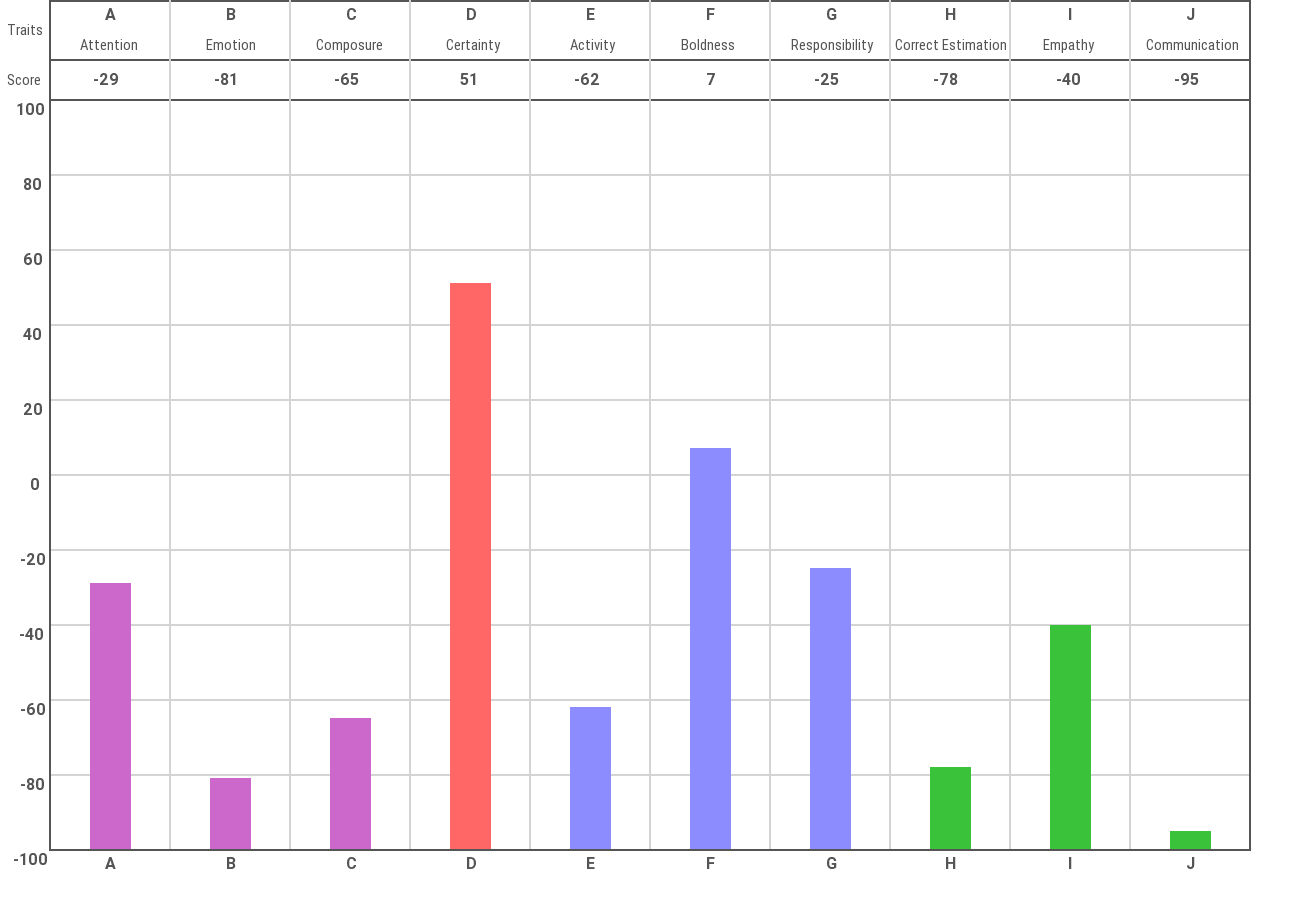 A B C D E F G H I J
Traits
Attention Emotion Composure Certainty Activity Boldness Responsibility Correct Estimation Empathy Communication
Score -29 -81 -65 51 -62 7 -25 -78 -40 -95
100
80
60
40
20
0
-20
-40
-60
-80
-100
A B C D E F G H I J